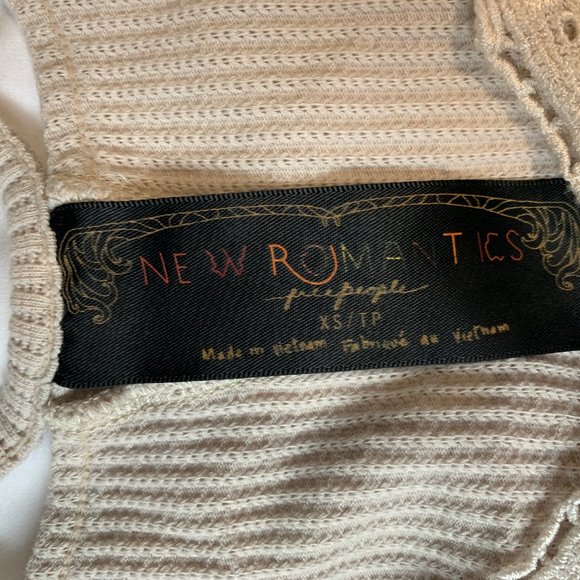 NEW ROMANTICS
free people
XS/TP
Made in Vietnam Fabriqué au Vietnam